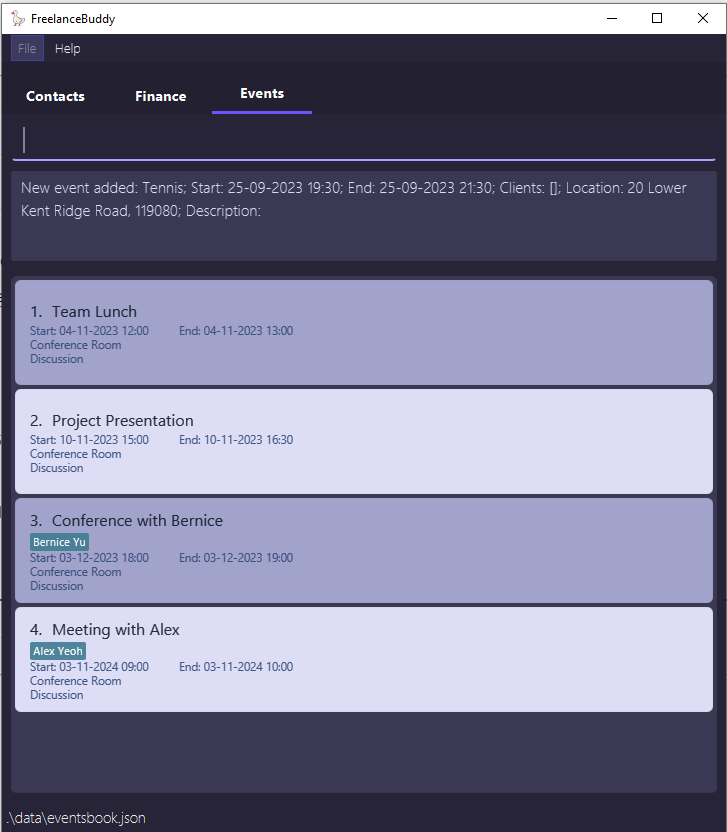 FreelanceBuddy
File Help
Contacts Finance Events
New event added: Tennis; Start: 25-09-2023 19:30; End: 25-09-2023 21:30; Clients: []; Location: 20 Lower
Kent Ridge Road, 119080; Description:
1. Team Lunch
Start: 04-11-2023 12:00 End: 04-11-2023 13:00
Conference Room
Discussion
2. Project Presentation
Start: 10-11-2023 15:00 End: 10-11-2023 16:30
Conference Room
Discussion
3. Conference with Bernice
Bernice Yu
Start: 03-12-2023 18:00 End: 03-12-2023 19:00
Conference Room
Discussion
4. Meeting with Alex
Alex Yeoh
Start: 03-11-2024 09:00 End: 03-11-2024 10:00
Conference Room
Discussion
.\data\eventsbook.json